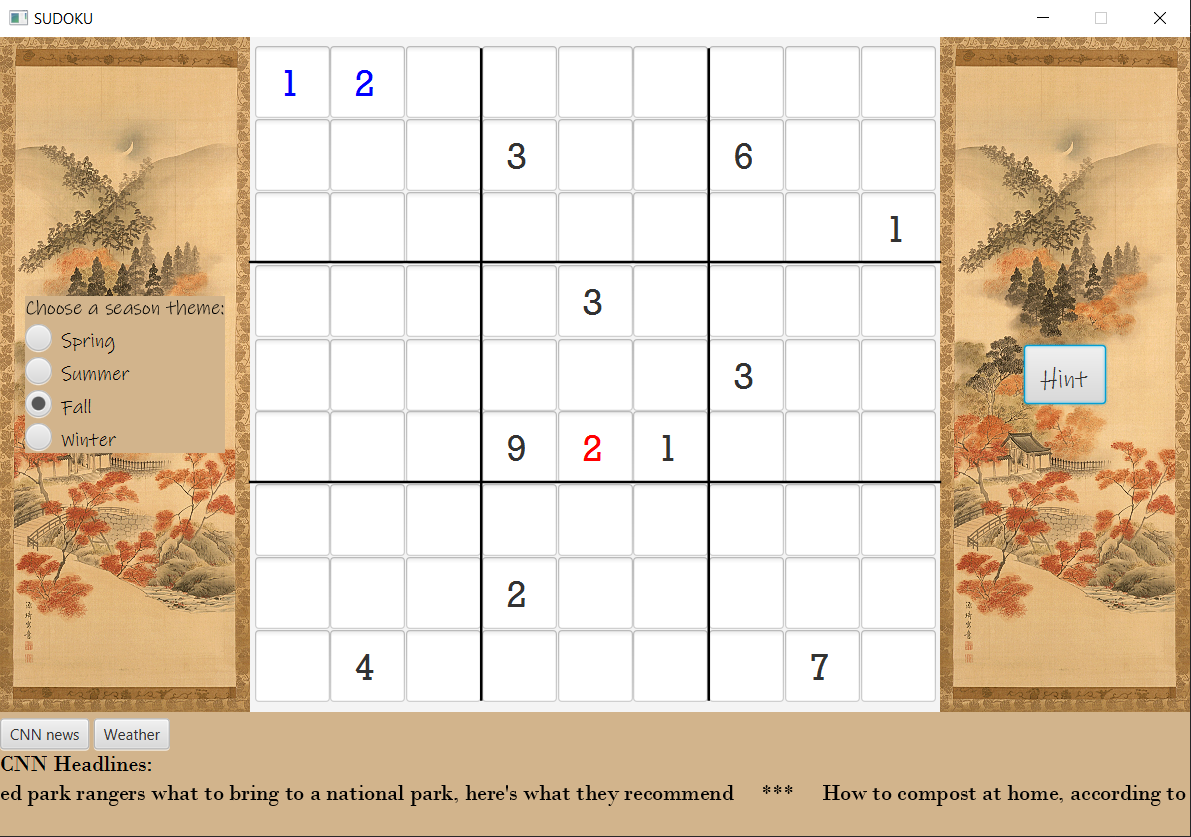 SUDOKU
1 2
3 6
1
3
3
9 2 1
2
4 7
Choose a season theme:
Spring
Summer
Fall
Winter
Hint
CNN news Weather
CNN Headlines:
ed park rangers what to bring to a national park, here's what they recommend *** How to compost at home, according to